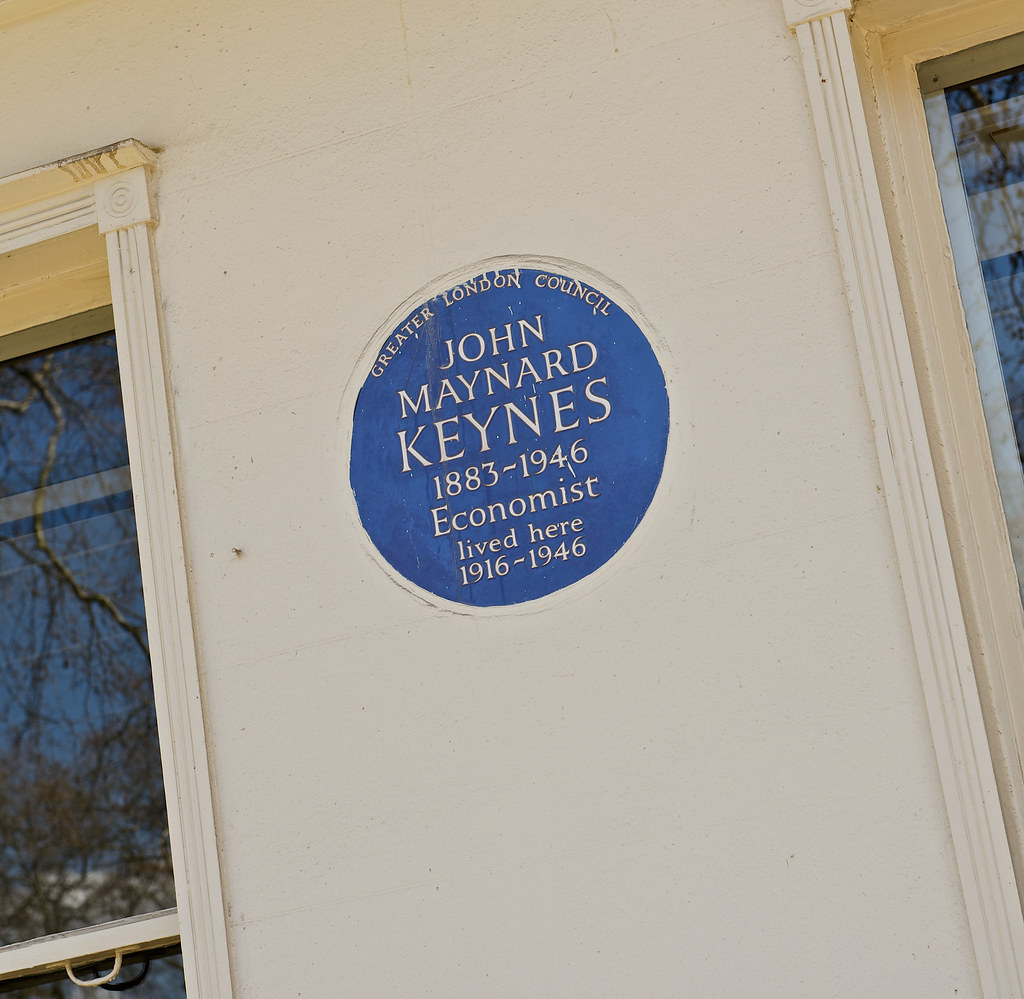 GREATER LONDON COUNCIL
JOHN
MAYNARD
KEYNES
1883~1946
Economist
lived here
1916~1946